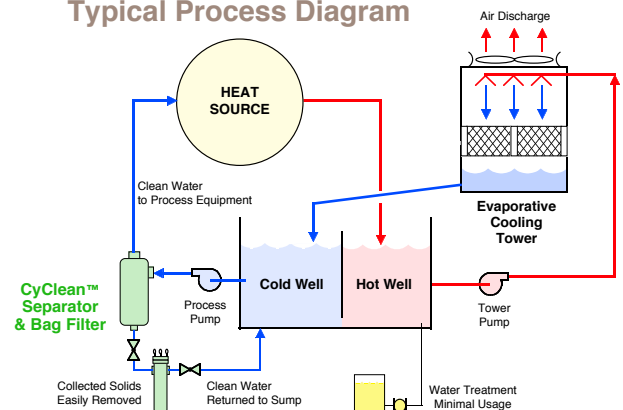 Typical Process Diagram
Air Discharge
HEAT
SOURCE
Clean Water
to Process Equipment
Evaporative
Cooling
Tower
CyClean™
Separator
& Bag Filter
Process
Pump
Cold Well
Hot Well
Tower
Pump
Collected Solids
Easily Removed
Clean Water
Returned to Sump
Water Treatment
Minimal Usage